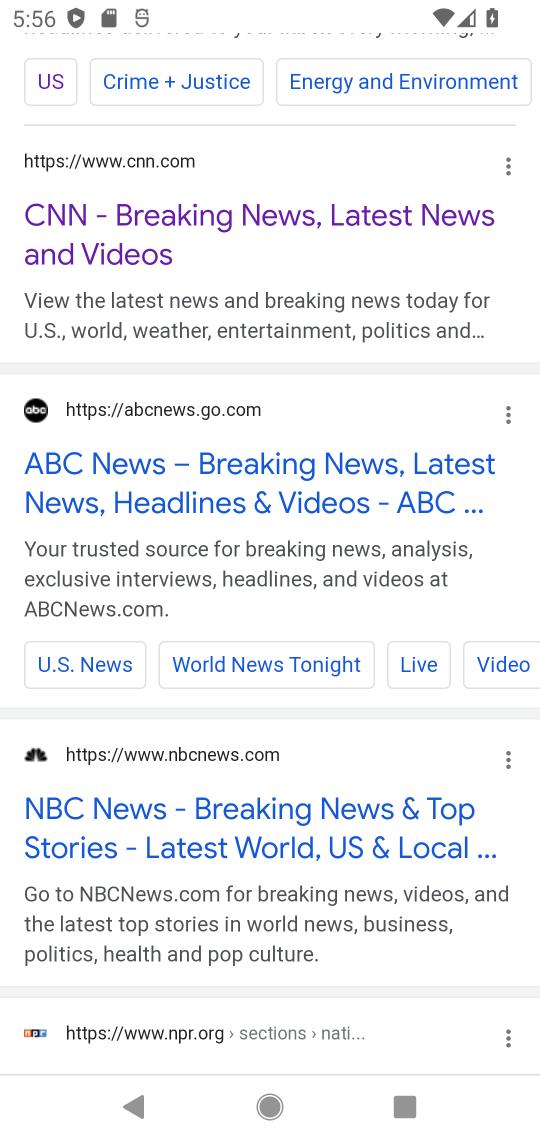 5:56
US
Crime + Justice
Energy and Environment
https://www.cnn.com
CNN - Breaking News, Latest News
and Videos
View the latest news and breaking news today for
U.S., world, weather, entertainment, politics and…
abc
https://abcnews.go.com
ABC News – Breaking News, Latest
News, Headlines & Videos - ABC ...
Your trusted source for breaking news, analysis,
exclusive interviews, headlines, and videos at
ABCNews.com.
U.S. News
World News Tonight
Live
Video
https://www.nbcnews.com
NBC News - Breaking News & Top
Stories - Latest World, US & Local ...
Go to NBCNews.com for breaking news, videos, and
the latest top stories in world news, business,
politics, health and pop culture.
npr
https://www.npr.org › sections › nati...